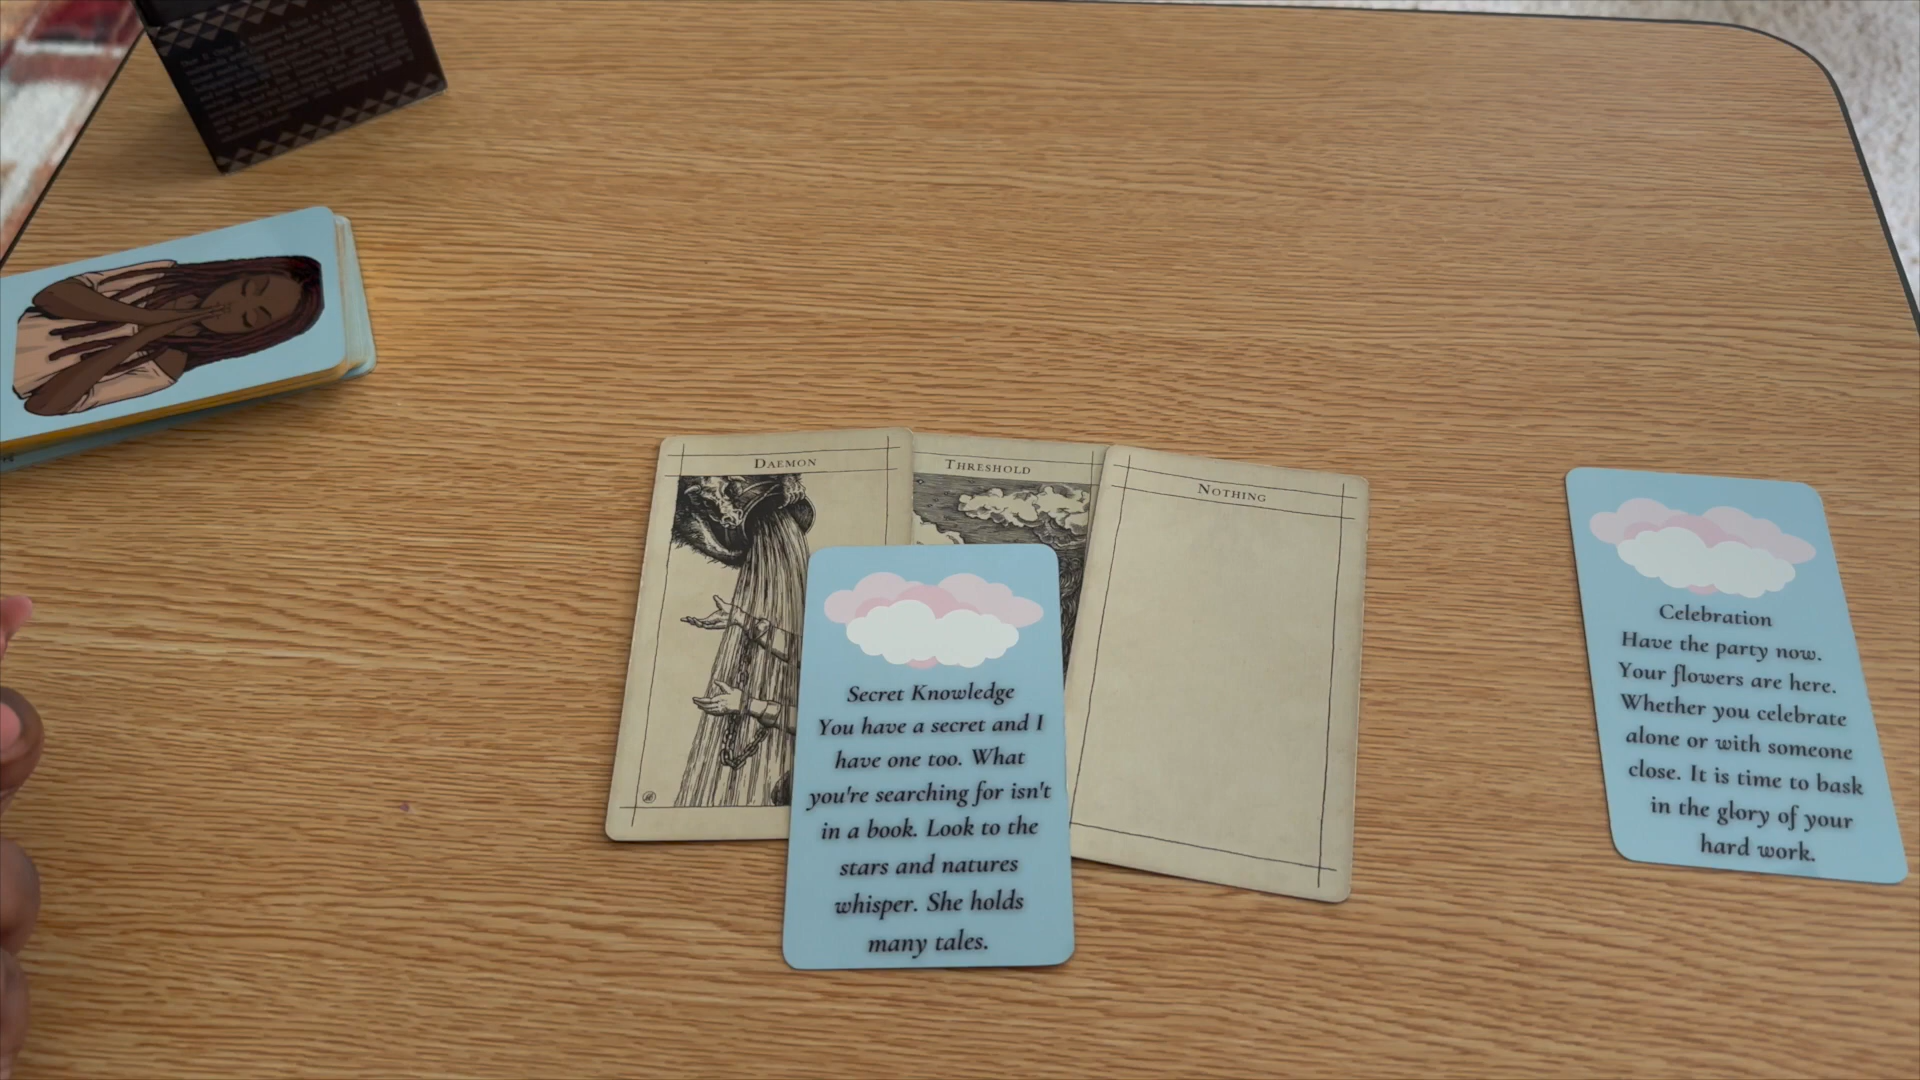 Daemon
Threshold
Nothing
Secret Knowledge
You have a secret and I
have one too. What
you're searching for isn't
in a book. Look to the
stars and natures
whisper. She holds
many tales.
Celebration
Have the party now.
Your flowers are here.
Whether you celebrate
alone or with someone
close. It is time to bask
in the glory of your
hard work.